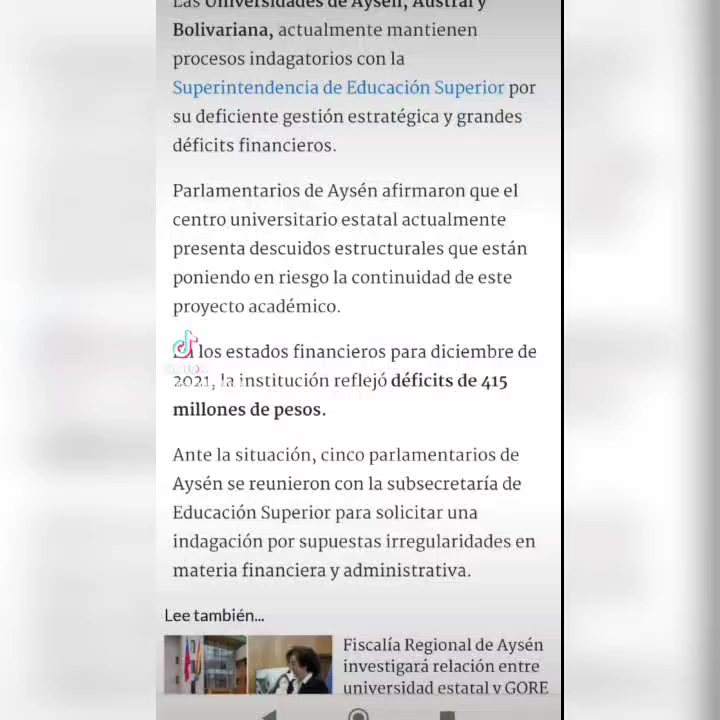 Las Universidades de Aysén, Austral y
Bolivariana, actualmente mantienen
procesos indagatorios con la
Superintendencia de Educación Superior por
su deficiente gestión estratégica y grandes
déficits financieros.
Parlamentarios de Aysén afirmaron que el
centro universitario estatal actualmente
presenta descuidos estructurales que están
poniendo en riesgo la continuidad de este
proyecto académico.
En los estados financieros para diciembre de
2021, la institución reflejó déficits de 415
millones de pesos.
Ante la situación, cinco parlamentarios de
Aysén se reunieron con la subsecretaría de
Educación Superior para solicitar una
indagación por supuestas irregularidades en
materia financiera y administrativa.
Lee también...
Fiscalía Regional de Aysén
investigará relación entre
universidad estatal y GORE